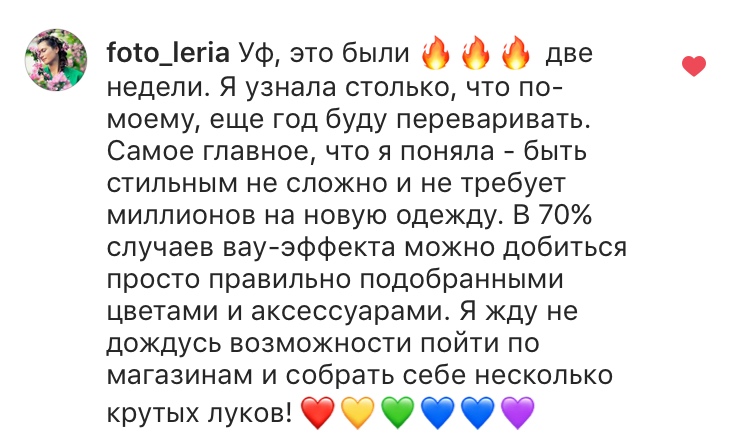 foto_leria Уф, это были 🔥🔥🔥 две
недели. Я узнала столько, что по-
моему, еще год буду переваривать.
Самое главное, что я поняла - быть
стильным не сложно и не требует
миллионов на новую одежду. В 70%
случаев вау-эффекта можно добиться
просто правильно подобранными
цветами и аксессуарами. Я жду не
дождусь возможности пойти по
магазинам и собрать себе несколько
крутых луков! ❤️💛💚💙💙💜